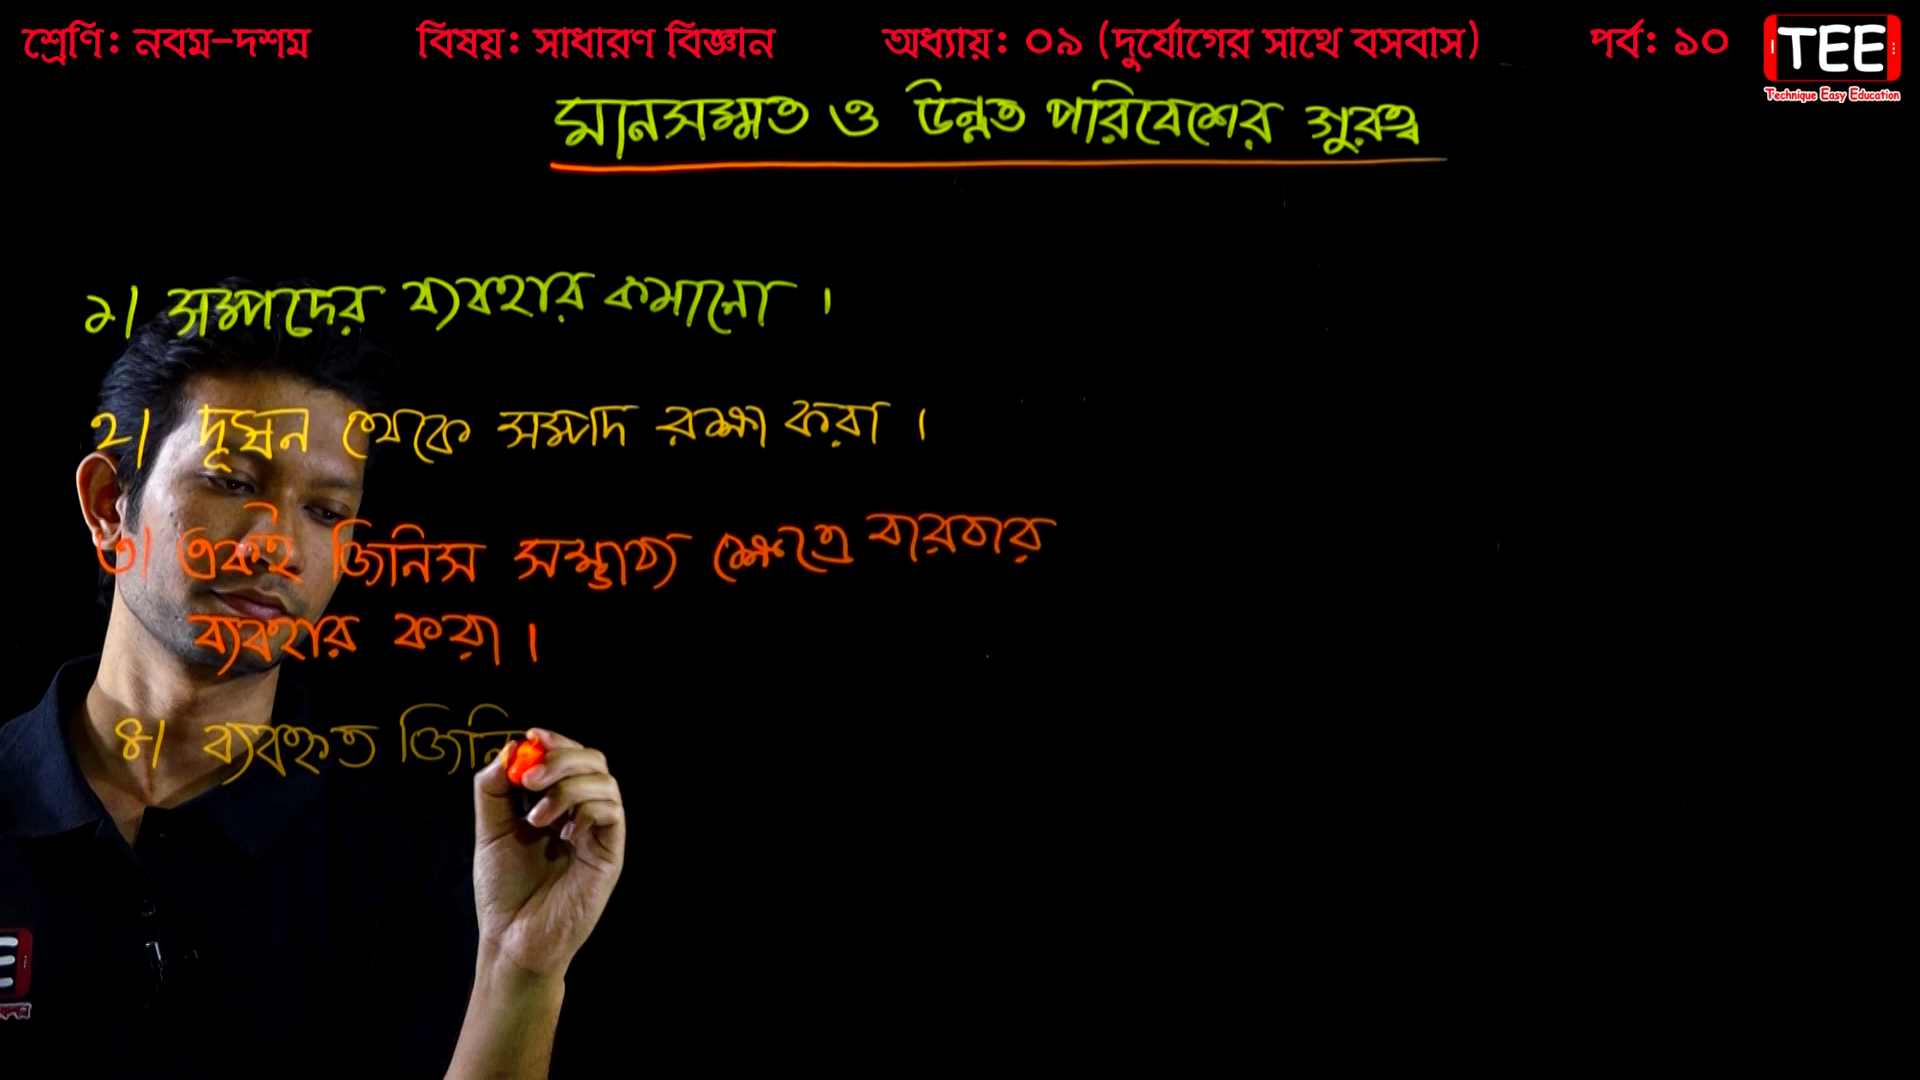 শ্রেণি: নবম-দশম বিষয়: সাধারণ বিজ্ঞান অধ্যায়: ০৯ (দুর্যোগের সাথে বসবাস) পর্ব: ১০
TEE
Technique Easy Education
মানসম্মত ও উন্নত পরিবেশের গুরুত্ব
১। সম্পদের ব্যবহার কমানো ।
২। দূষন থেকে সম্পদ রক্ষা করা ।
৩। একই জিনিস সম্ভাব্য ক্ষেত্রে বারবার
ব্যবহার করা ।
৪। ব্যবহৃত